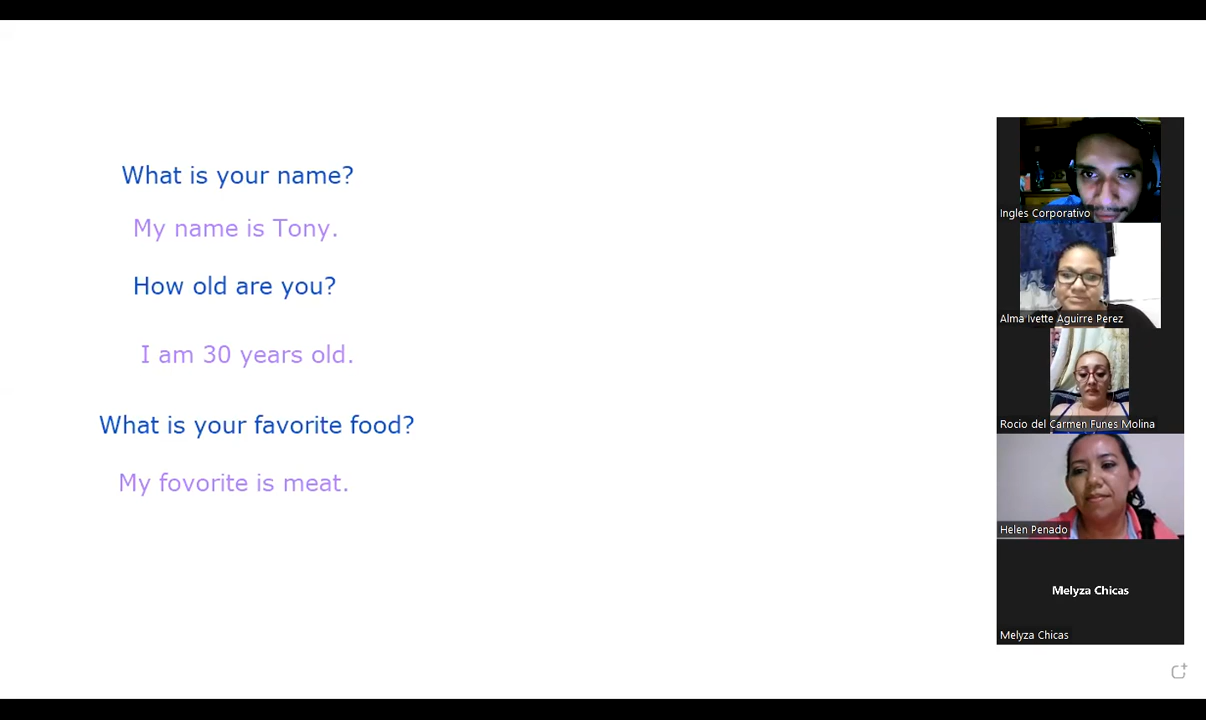 What is your name?
My name is Tony.
How old are you?
I am 30 years old.
What is your favorite food?
My fovorite is meat.
Ingles Corporativo
Alma Ivette Aguirre Perez
Rocio del Carmen Funes Molina
Helen Penado
Melyza Chicas
Melyza Chicas